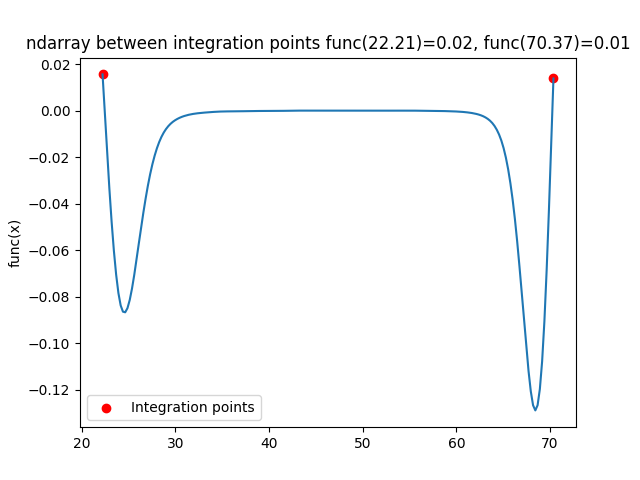 ndarray between integration points func(22.21)=0.02, func(70.37)=0.01
0.02
0.00
−0.02
−0.04
−0.06
−0.08
−0.10
−0.12
func(x)
Integration points
20 30 40 50 60 70